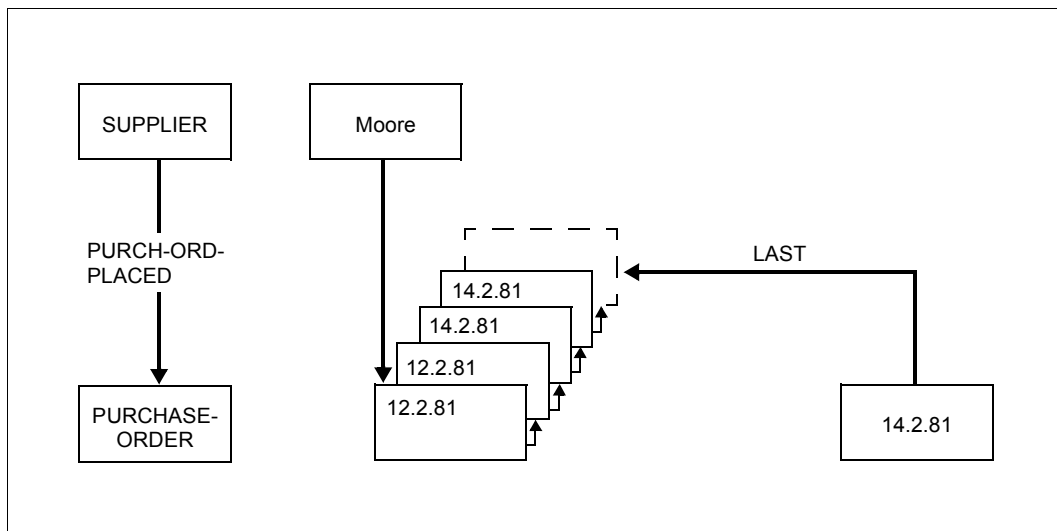 SUPPLIER
Moore
PURCH-ORD-
PLACED
LAST
14.2.81
14.2.81
12.2.81
12.2.81
PURCHASE-
ORDER
14.2.81